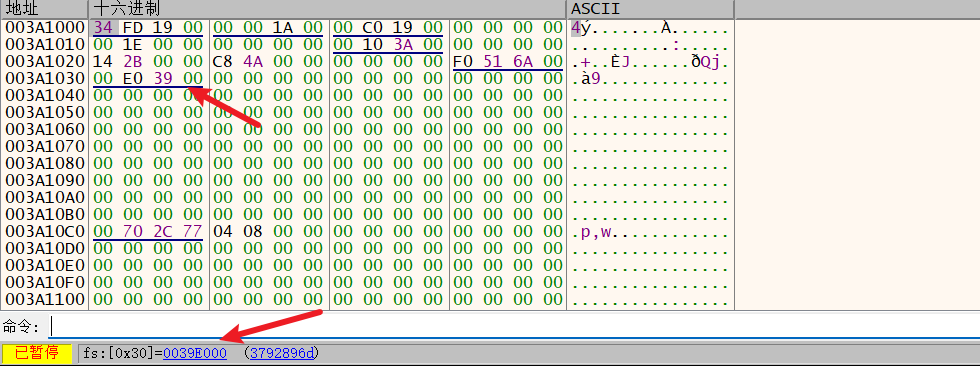 地址 十六进制 ASCII
003A1000 34 FD 19 00 00 00 1A 00 00 C0 19 00 00 00 00 00 4ý.......À......
003A1010 00 1E 00 00 00 00 00 00 00 10 3A 00 00 00 00 00 ..........:.....
003A1020 14 2B 00 00 C8 4A 00 00 00 00 00 00 F0 51 6A 00 .+..ÈJ......ðQj.
003A1030 00 E0 39 00 00 00 00 00 00 00 00 00 00 00 00 00 .à9.............
003A1040 00 00 00 00 00 00 00 00 00 00 00 00 00 00 00 00 ................
003A1050 00 00 00 00 00 00 00 00 00 00 00 00 00 00 00 00 ................
003A1060 00 00 00 00 00 00 00 00 00 00 00 00 00 00 00 00 ................
003A1070 00 00 00 00 00 00 00 00 00 00 00 00 00 00 00 00 ................
003A1080 00 00 00 00 00 00 00 00 00 00 00 00 00 00 00 00 ................
003A1090 00 00 00 00 00 00 00 00 00 00 00 00 00 00 00 00 ................
003A10A0 00 00 00 00 00 00 00 00 00 00 00 00 00 00 00 00 ................
003A10B0 00 00 00 00 00 00 00 00 00 00 00 00 00 00 00 00 ................
003A10C0 00 70 2C 77 04 08 00 00 00 00 00 00 00 00 00 00 .p,w............
003A10D0 00 00 00 00 00 00 00 00 00 00 00 00 00 00 00 00 ................
003A10E0 00 00 00 00 00 00 00 00 00 00 00 00 00 00 00 00 ................
003A10F0 00 00 00 00 00 00 00 00 00 00 00 00 00 00 00 00 ................
003A1100 00 00 00 00 00 00 00 00 00 00 00 00 00 00 00 00 ................
命令:
已暂停 fs:[0x30]=0039E000 (3792896d)